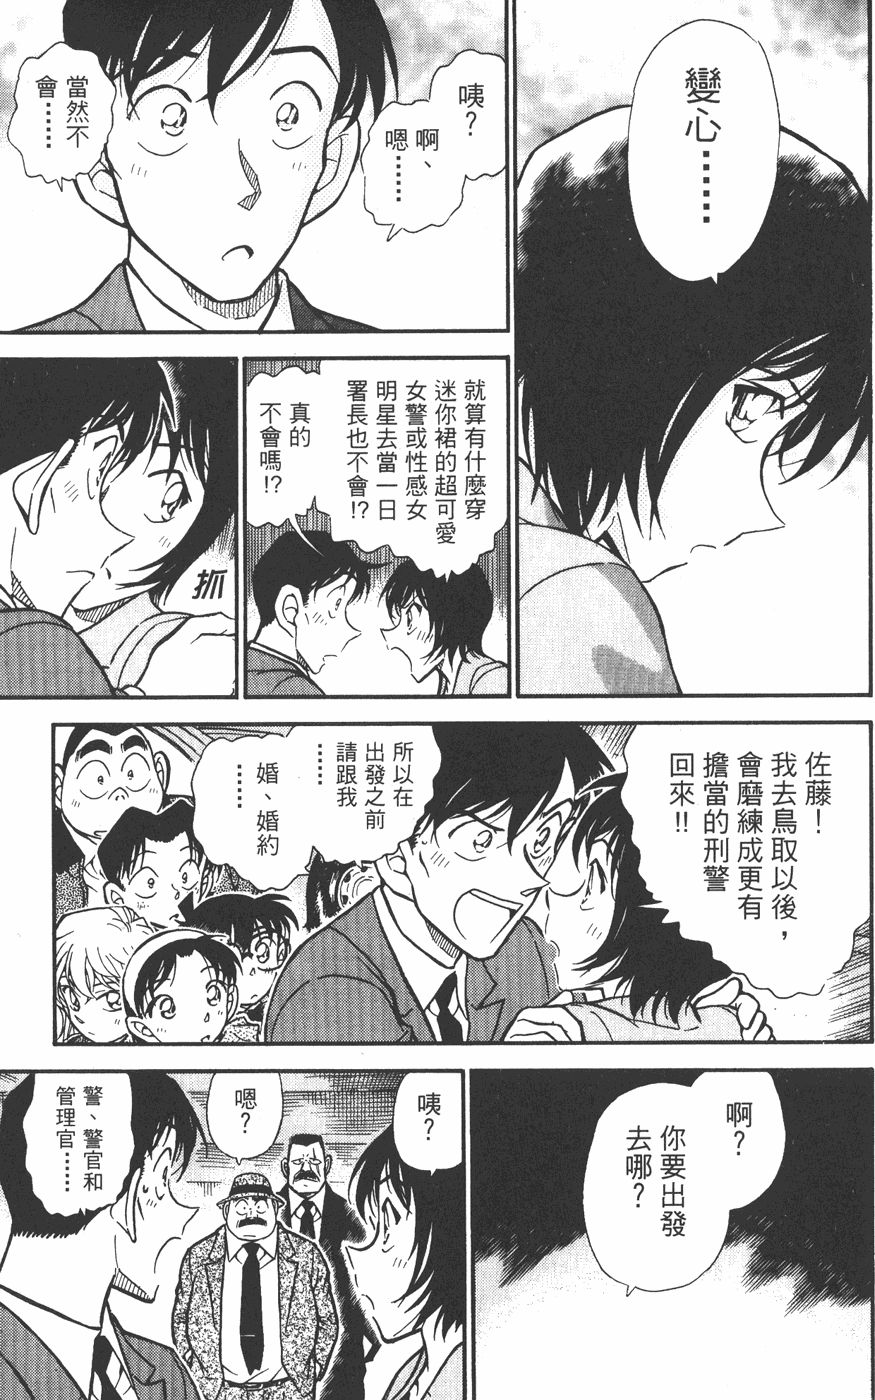 變心……
咦？
啊、
嗯……
當然不
會……
就算有什麼穿
迷你裙的超可愛
女警或性感女
明星去當一日
署長也不會!?
真的
不會嗎!?
抓
佐藤！
我去鳥取以後，
會磨練成更有
擔當的刑警
回來!!
所以在
出發之前
請跟我
……
婚、婚約
……
啊？
你要出發
去哪？
咦？
嗯？
警、警官和
管理官……